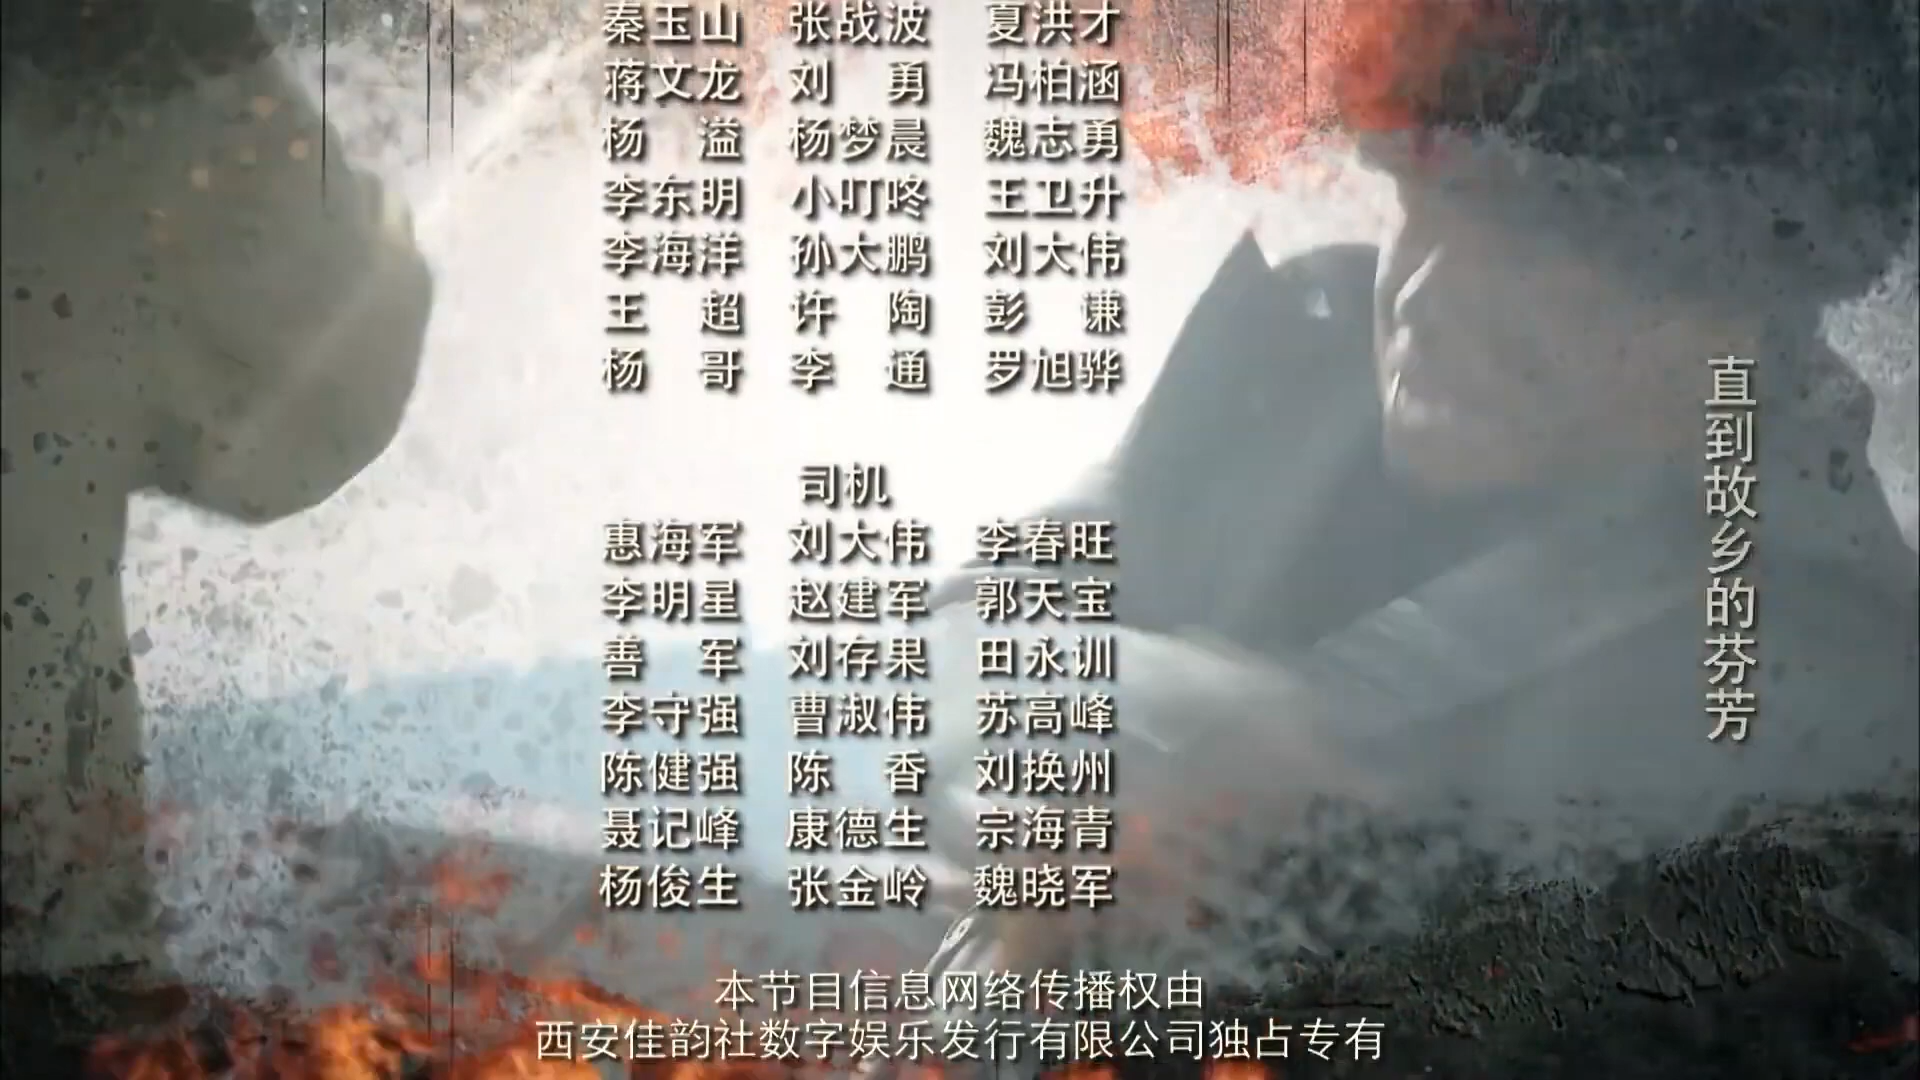 秦玉山 张战波 夏洪才
蒋文龙 刘勇 冯柏涵
杨溢 杨梦晨 魏志勇
李东明 小叮咚 王卫升
李海洋 孙大鹏 刘大伟
王超 许陶 彭谦
杨哥 李通 罗旭骅
司机
惠海军 刘大伟 李春旺
李明星 赵建军 郭天宝
善军 刘存果 田永训
李守强 曹淑伟 苏高峰
陈健强 陈香 刘换州
聂记峰 康德生 宗海青
杨俊生 张金岭 魏晓军
直到故乡的芬芳
本节目信息网络传播权由
西安佳韵社数字娱乐发行有限公司独占专有